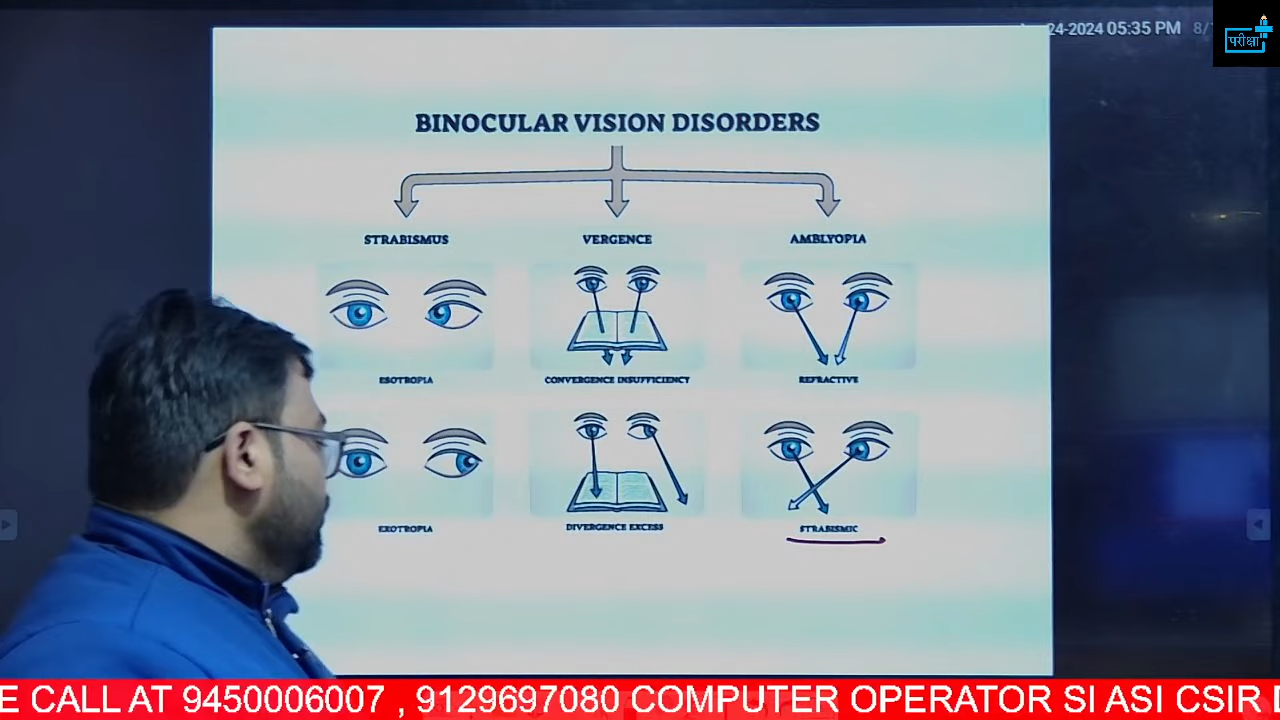 24-2024 05:35 PM 8/
परीक्षा
BINOCULAR VISION DISORDERS
STRABISMUS VERGENCE AMBLYOPIA
ESOTROPIA CONVERGENCE INSUFFICIENCY REFRACTIVE
EXOTROPIA DIVERGENCE EXCESS STRABISMIC
E CALL AT 9450006007 , 9129697080 COMPUTER OPERATOR SI ASI CSIR